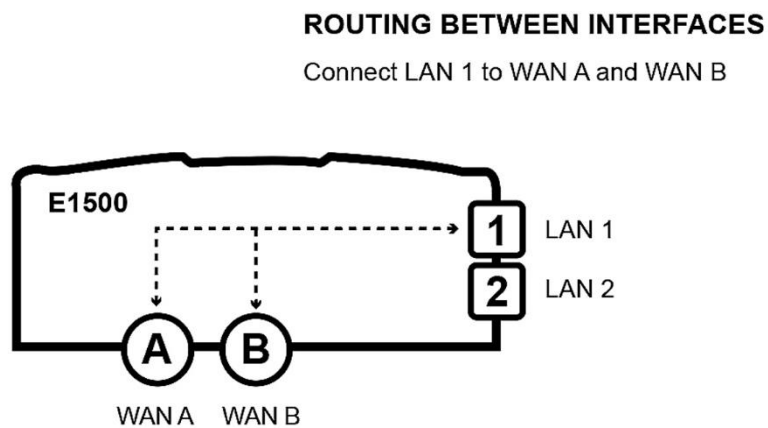 ROUTING BETWEEN INTERFACES
Connect LAN 1 to WAN A and WAN B
E1500
1
LAN 1
2
LAN 2
A
B
WAN A
WAN B